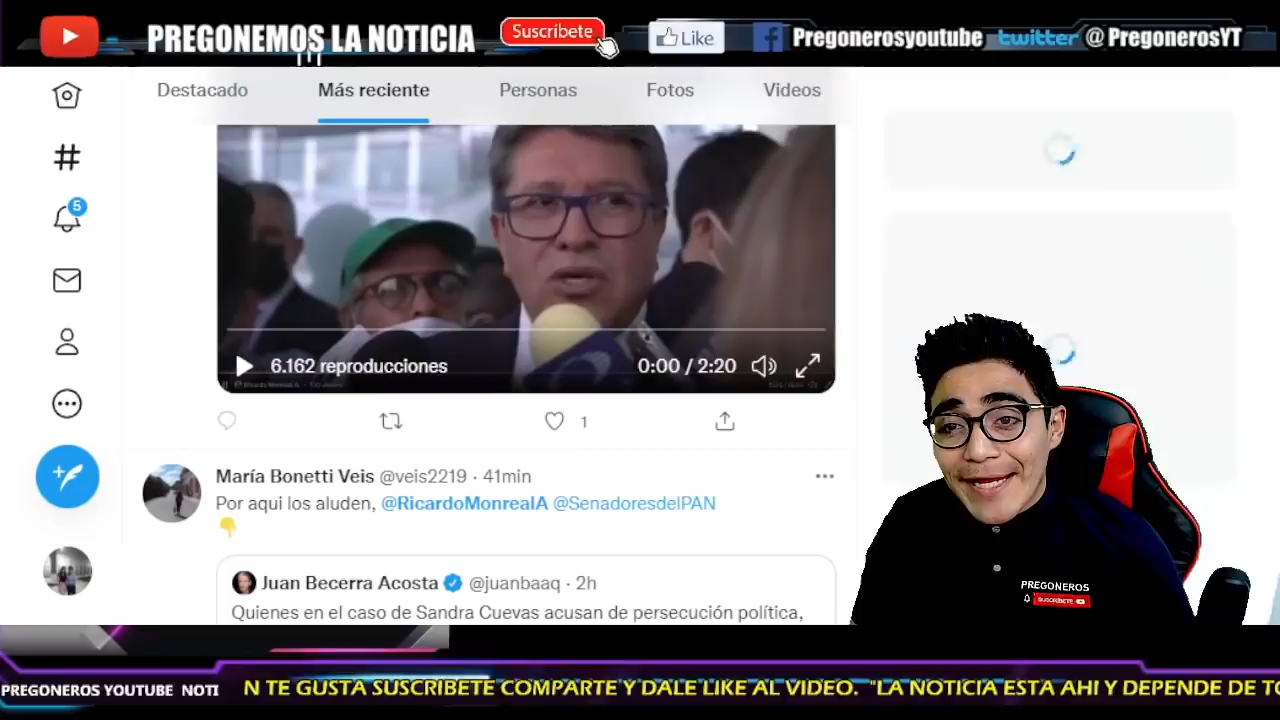 PREGONEMOS LA NOTICIA
Suscríbete
Like
Pregonerosyoutube
twitter @PregonerosYT
Destacado
Más reciente
Personas
Fotos
Videos
5
6.162 reproducciones
0:00 / 2:20
1
María Bonetti Veis @veis2219 · 41min
Por aqui los aluden, @RicardoMonrealA @SenadoresdelPAN
👇
Juan Becerra Acosta @juanbaaq · 2h
Quienes en el caso de Sandra Cuevas acusan de persecución política,
PREGONEROS
SUSCRÍBETE
PREGONEROS YOUTUBE NOTI
N TE GUSTA SUSCRIBETE COMPARTE Y DALE LIKE AL VIDEO. "LA NOTICIA ESTA AHI Y DEPENDE DE TO